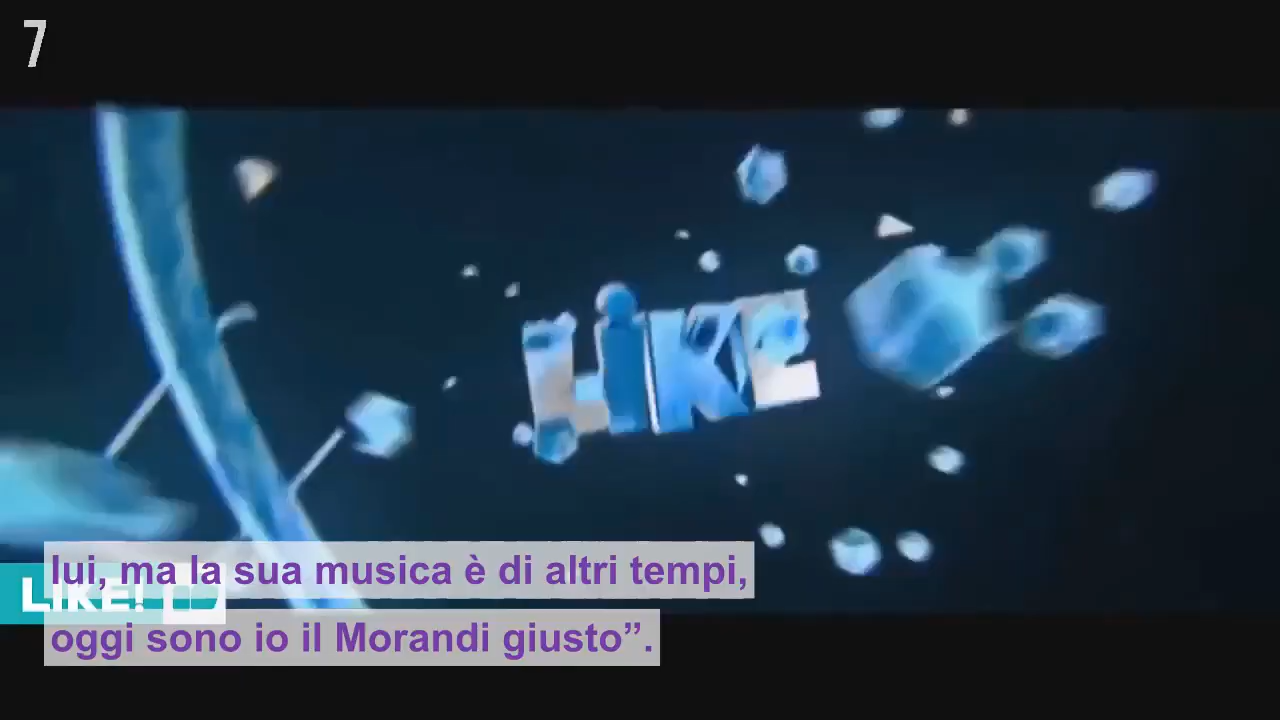 7
LiKE
lui, ma la sua musica è di altri tempi,
LIKE!
oggi sono io il Morandi giusto”.